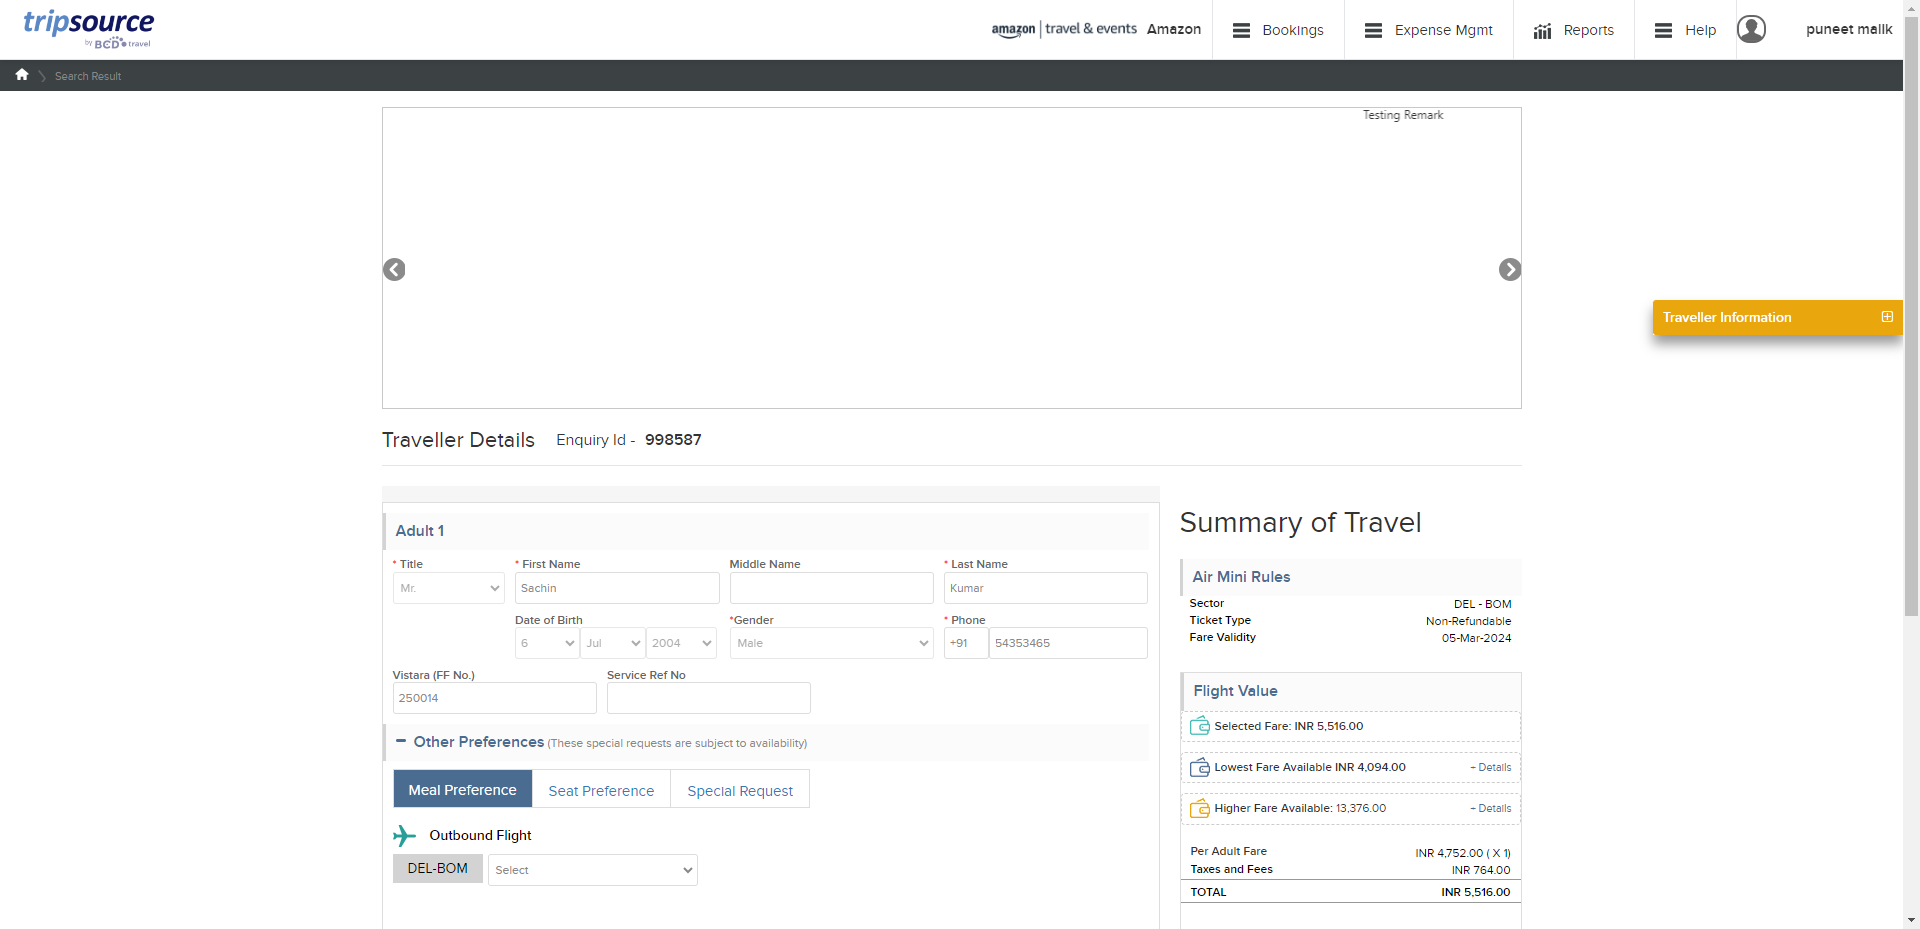 tripsource
by BCD travel
amazon travel & events Amazon
Bookings
Expense Mgmt
Reports
Help
puneet malik
Search Result
Testing Remark
Traveller Information
Traveller Details Enquiry Id - 998587
Adult 1
* Title
* First Name
Middle Name
* Last Name
Mr.
Sachin
Kumar
Date of Birth
*Gender
* Phone
6
Jul
2004
Male
+91
54353465
Vistara (FF No.)
Service Ref No
250014
Other Preferences (These special requests are subject to availability)
Meal Preference
Seat Preference
Special Request
Outbound Flight
DEL-BOM
Select
Summary of Travel
Air Mini Rules
Sector DEL - BOM
Ticket Type Non-Refundable
Fare Validity 05-Mar-2024
Flight Value
Selected Fare: INR 5,516.00
Lowest Fare Available INR 4,094.00 + Details
Higher Fare Available: 13,376.00 + Details
Per Adult Fare INR 4,752.00 ( X 1)
Taxes and Fees INR 764.00
TOTAL INR 5,516.00